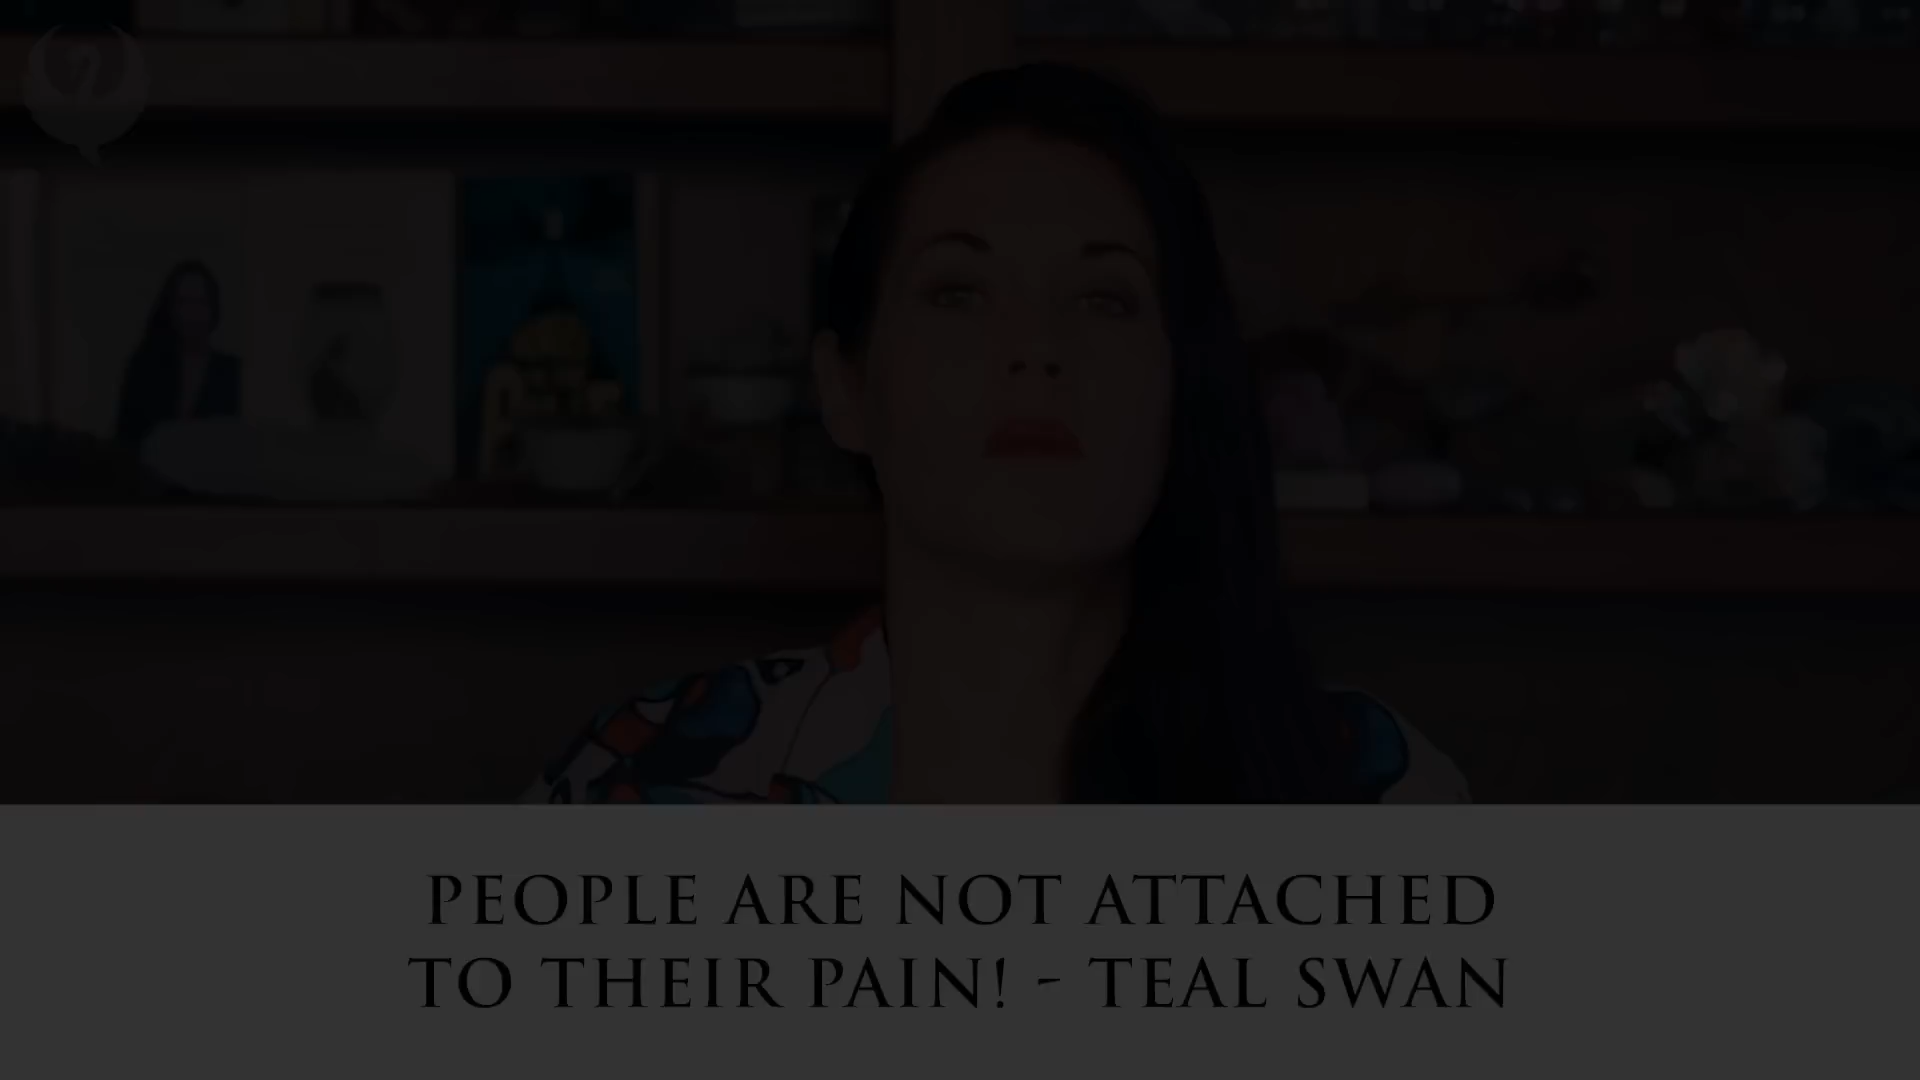 PEOPLE ARE NOT ATTACHED
TO THEIR PAIN! - TEAL SWAN